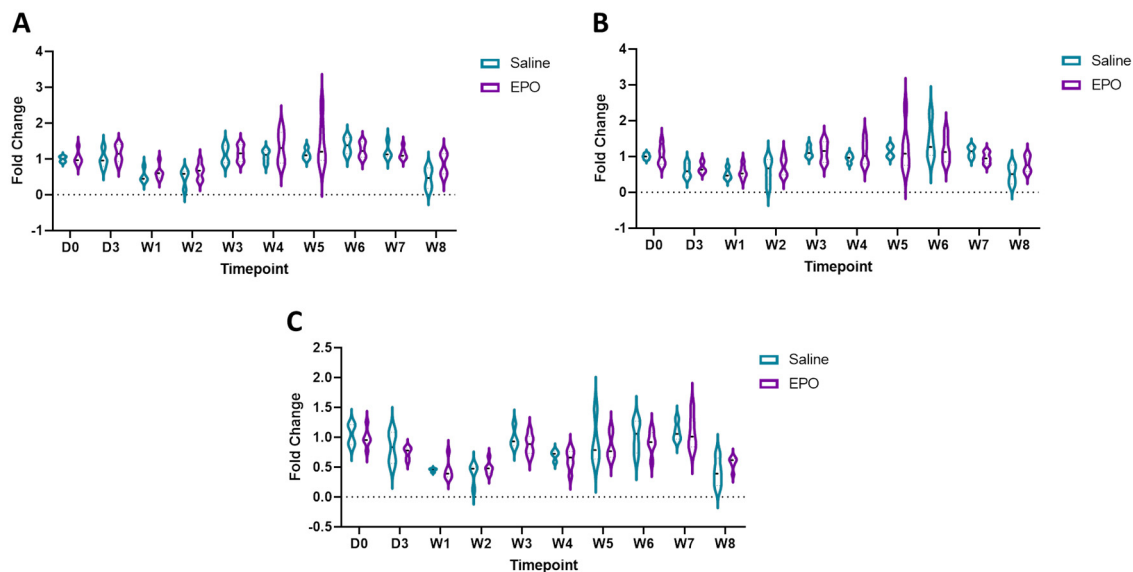 A
4
3
2
1
0
-1
Fold Change
D0 D3 W1 W2 W3 W4 W5 W6 W7 W8
Timepoint
Saline
EPO
B
4
3
2
1
0
-1
Fold Change
D0 D3 W1 W2 W3 W4 W5 W6 W7 W8
Timepoint
Saline
EPO
C
2.5
2.0
1.5
1.0
0.5
0.0
-0.5
Fold Change
D0 D3 W1 W2 W3 W4 W5 W6 W7 W8
Timepoint
Saline
EPO